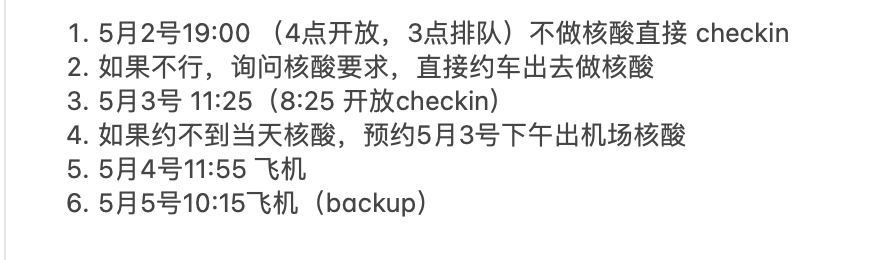 1. 5月2号19:00 （4点开放，3点排队）不做核酸直接 checkin
2. 如果不行，询问核酸要求，直接约车出去做核酸
3. 5月3号 11:25（8:25 开放checkin）
4. 如果约不到当天核酸，预约5月3号下午出机场核酸
5. 5月4号11:55 飞机
6. 5月5号10:15飞机（backup）